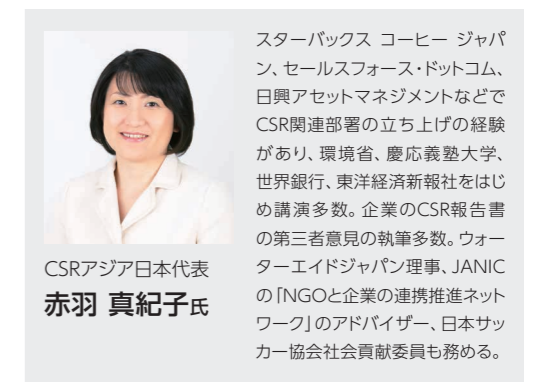 スターバックス コーヒー ジャパ
ン、セールスフォース・ドットコム、
日興アセットマネジメントなどで
CSR関連部署の立ち上げの経験
があり、環境省、慶応義塾大学、
世界銀行、東洋経済新報社をはじ
め講演多数。企業のCSR報告書
の第三者意見の執筆多数。ウォー
ターエイドジャパン理事、JANIC
の「NGOと企業の連携推進ネット
ワーク」のアドバイザー、日本サッ
カー協会社会貢献委員も務める。
CSRアジア日本代表
赤羽 真紀子氏